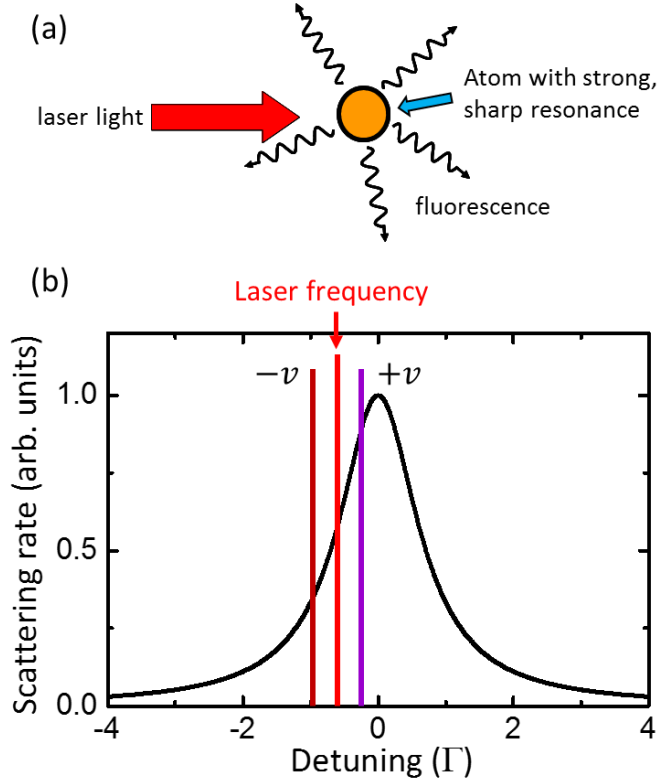 (a)
laser light
Atom with strong,
sharp resonance
fluorescence
(b)
Laser frequency
−v
+v
1.0
0.5
0.0
Scattering rate (arb. units)
-4
-2
0
2
4
Detuning (Γ)